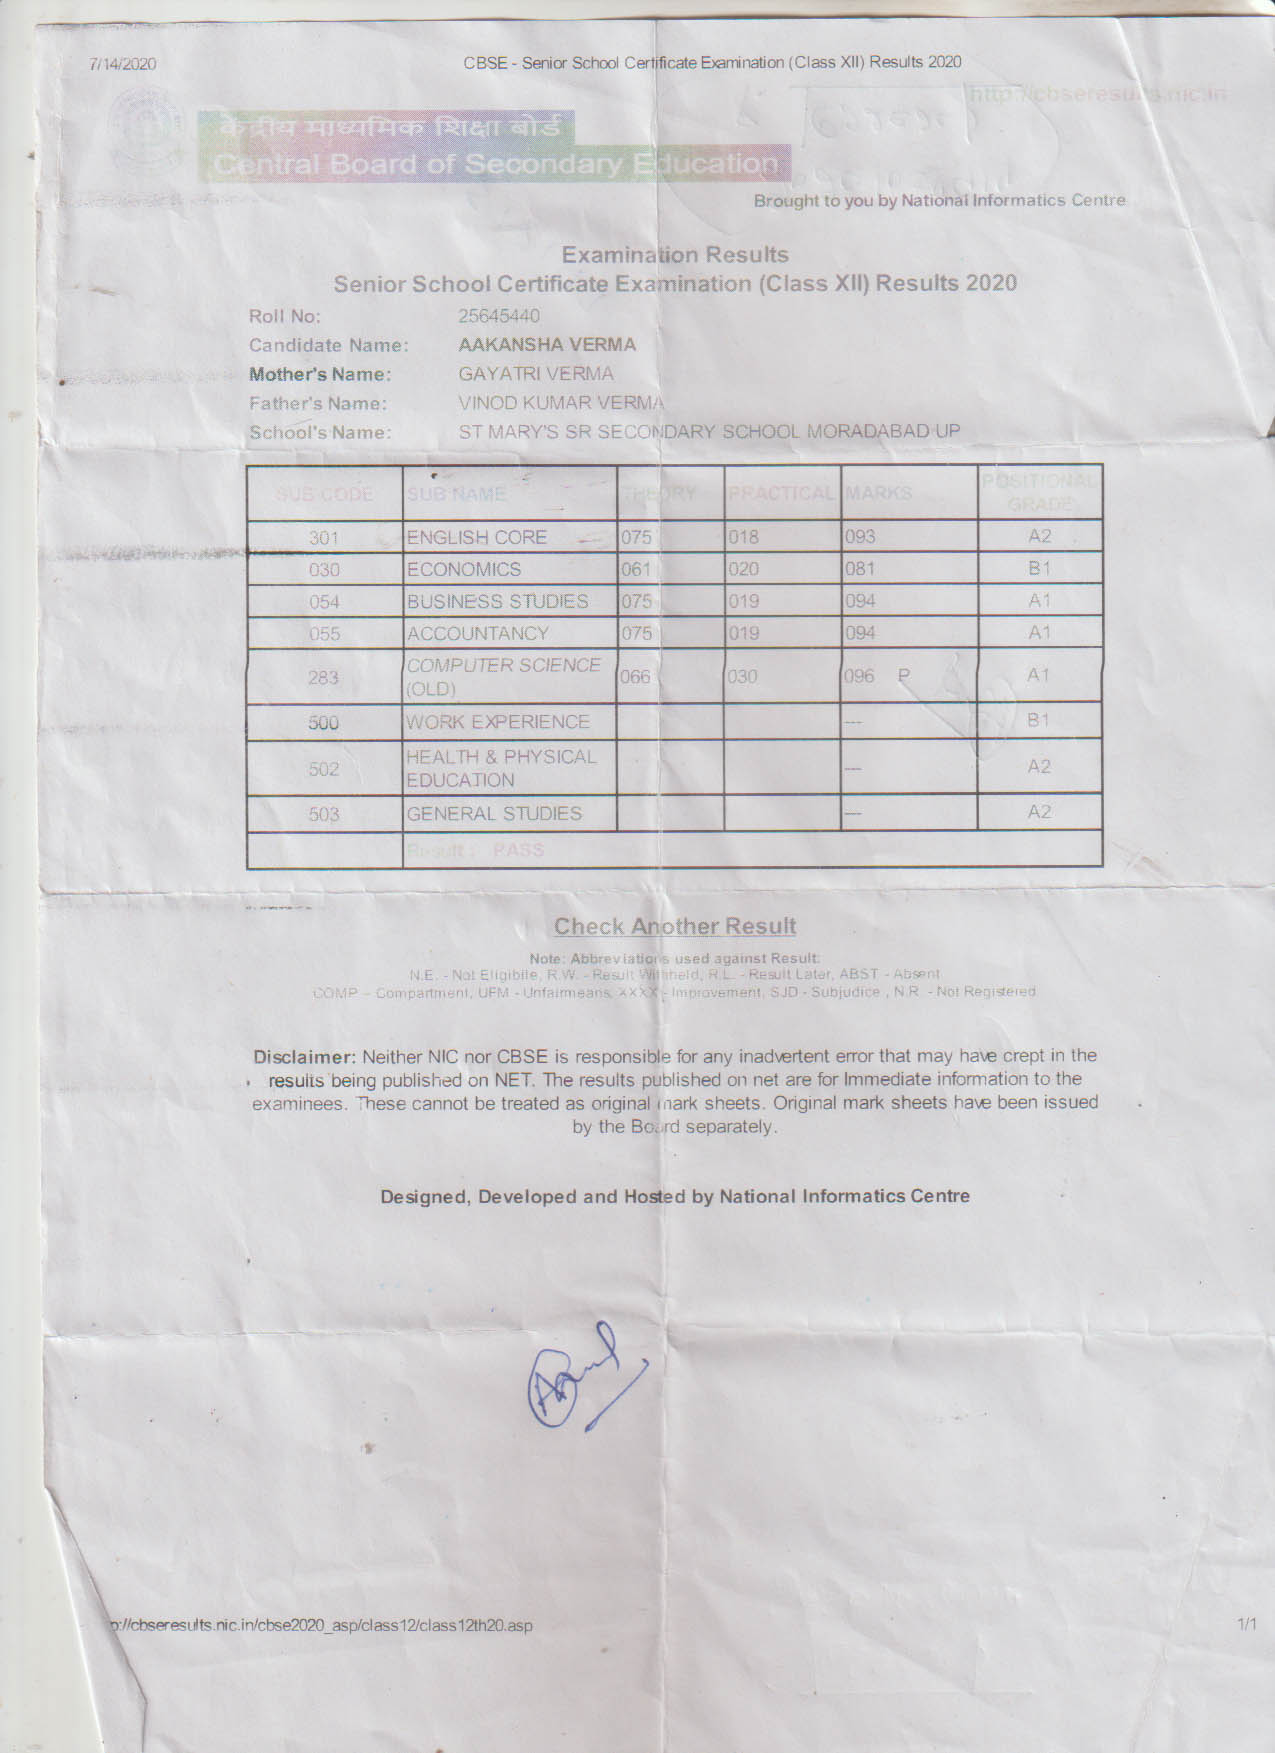 7/14/2020 CBSE - Senior School Certificate Examination (Class XII) Results 2020
http://cbseresults.nic.in
केन्द्रीय माध्यमिक शिक्षा बोर्ड
Central Board of Secondary Education
Brought to you by National Informatics Centre
Examination Results
Senior School Certificate Examination (Class XII) Results 2020
Roll No: 25645440
Candidate Name: AAKANSHA VERMA
Mother's Name: GAYATRI VERMA
Father's Name: VINOD KUMAR VERMA
School's Name: ST MARY'S SR SECONDARY SCHOOL MORADABAD UP
SUB CODE SUB NAME THEORY PRACTICAL MARKS POSITIONAL GRADE
301 ENGLISH CORE 075 018 093 A2
030 ECONOMICS 061 020 081 B1
054 BUSINESS STUDIES 075 019 094 A1
055 ACCOUNTANCY 075 019 094 A1
283 COMPUTER SCIENCE (OLD) 066 030 096 P A1
500 WORK EXPERIENCE --- B1
502 HEALTH & PHYSICAL EDUCATION --- A2
503 GENERAL STUDIES --- A2
Result : PASS
Check Another Result
Note: Abbreviations used against Result:
N.E. - Not Eligibile, R.W. - Result Withheld, R.L. - Result Later, ABST - Absent
COMP - Compartment, UFM - Unfairmeans, XXXX - Improvement, SJD - Subjudice , N.R. - Not Registered
Disclaimer: Neither NIC nor CBSE is responsible for any inadvertent error that may have crept in the
results being published on NET. The results published on net are for Immediate information to the
examinees. These cannot be treated as original mark sheets. Original mark sheets have been issued
by the Board separately.
Designed, Developed and Hosted by National Informatics Centre
p://cbseresults.nic.in/cbse2020_asp/class12/class12th20.asp 1/1